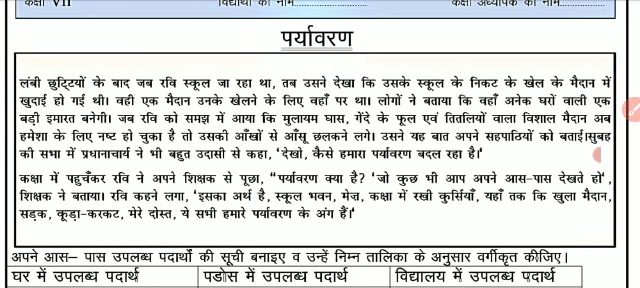 कक्षा VII विद्यार्थी का नाम.................... कक्षा अध्यापक का नाम....................
पर्यावरण
लंबी छुट्टियों के बाद जब रवि स्कूल जा रहा था, तब उसने देखा कि उसके स्कूल के निकट के खेल के मैदान में
खुदाई हो गई थी। वही एक मैदान उनके खेलने के लिए वहाँ पर था। लोगों ने बताया कि वहाँ अनेक घरों वाली एक
बड़ी इमारत बनेगी। जब रवि को समझ में आया कि मुलायम घास, गेंदे के फूल एवं तितलियों वाला विशाल मैदान अब
हमेशा के लिए नष्ट हो चुका है तो उसकी आँखों से आँसू छलकने लगे। उसने यह बात अपने सहपाठियों को बताई।सुबह
की सभा में प्रधानाचार्य ने भी बहुत उदासी से कहा, 'देखो, कैसे हमारा पर्यावरण बदल रहा है।'
कक्षा में पहुचँकर रवि ने अपने शिक्षक से पूछा, "पर्यावरण क्या है? 'जो कुछ भी आप अपने आस-पास देखते हो',
शिक्षक ने बताया। रवि कहने लगा, 'इसका अर्थ है, स्कूल भवन, मेज़, कक्षा में रखी कुर्सियाँ, यहाँ तक कि खुला मैदान,
सड़क, कूड़ा-करकट, मेरे दोस्त, ये सभी हमारे पर्यावरण के अंग हैं।'
अपने आस– पास उपलब्ध पदार्थों की सूची बनाइए व उन्हें निम्न तालिका के अनुसार वर्गीकृत कीजिए।
घर में उपलब्ध पदार्थ पडोस में उपलब्ध पदार्थ विद्यालय में उपलब्ध पदार्थ